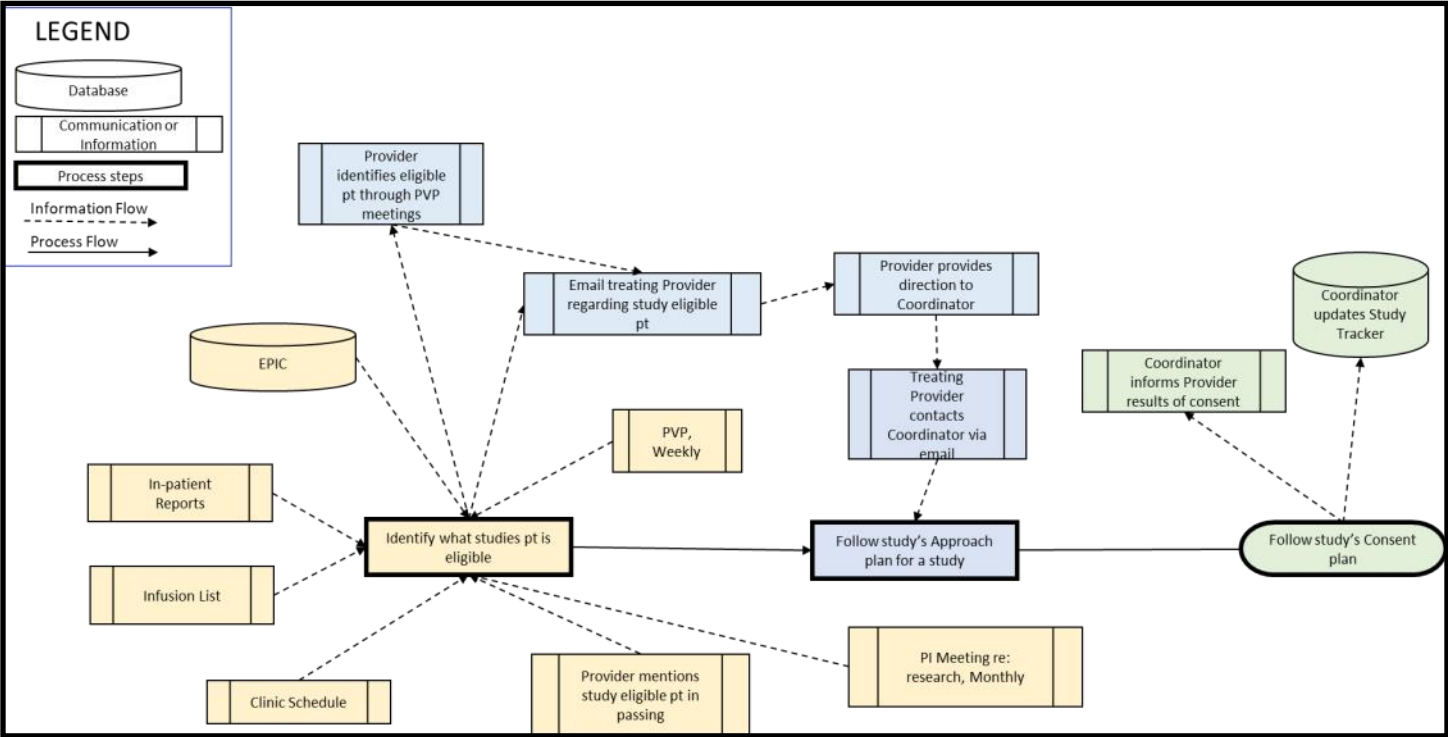 LEGEND
Database
Communication or
Information
Process steps
Information Flow
Process Flow
Provider
identifies eligible
pt through PVP
meetings
Email treating Provider
regarding study eligible
pt
Provider provides
direction to
Coordinator
Coordinator
updates Study
Tracker
EPIC
Treating
Provider
contacts
Coordinator via
email
Coordinator
informs Provider
results of consent
PVP,
Weekly
In-patient
Reports
Identify what studies pt is
eligible
Follow study's Approach
plan for a study
Follow study's Consent
plan
Infusion List
Clinic Schedule
Provider mentions
study eligible pt in
passing
PI Meeting re:
research, Monthly